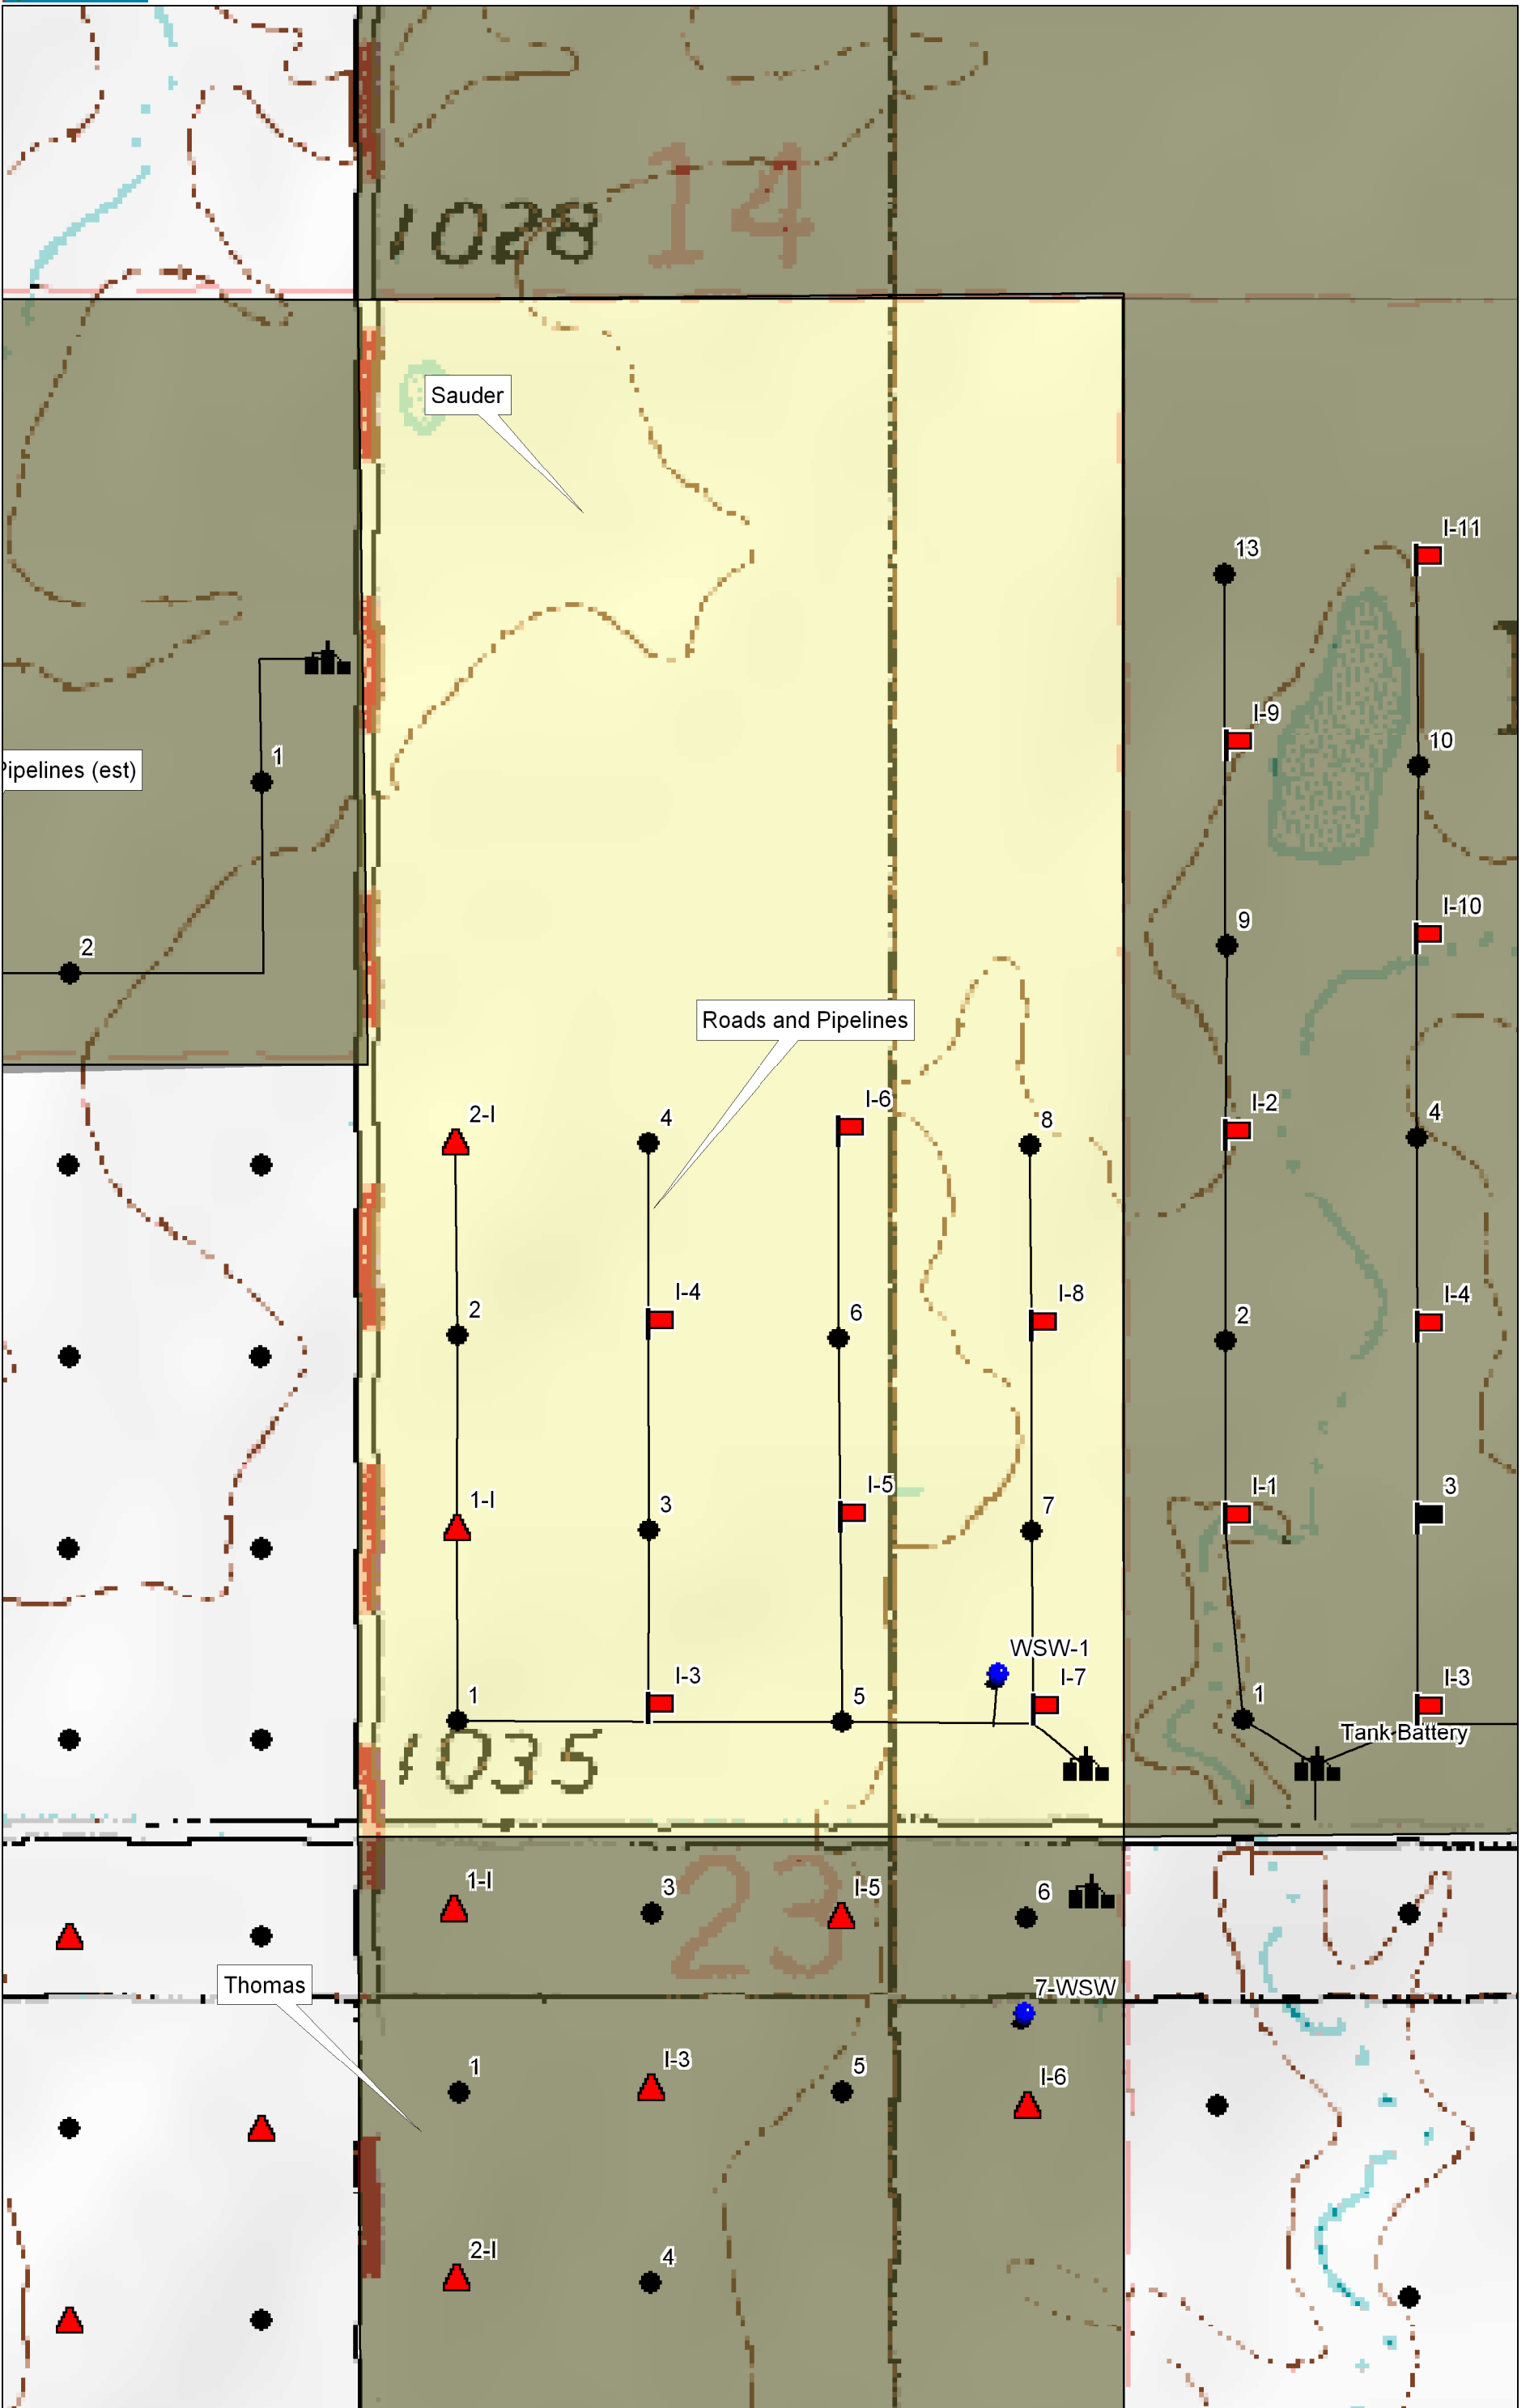 14
1028
Sauder
I-11
13
I-9
10
1
Pipelines (est)
I-10
9
2
Roads and Pipelines
I-6
I-2
2-I
4
8
4
I-4
I-8
I-4
2
6
2
I-5
I-1
3
1-I
3
7
WSW-1
I-3
I-7
I-3
1
5
1
Tank Battery
1035
1-I
3
I-5
6
23
Thomas
7-WSW
1
I-3
5
I-6
2-I
4